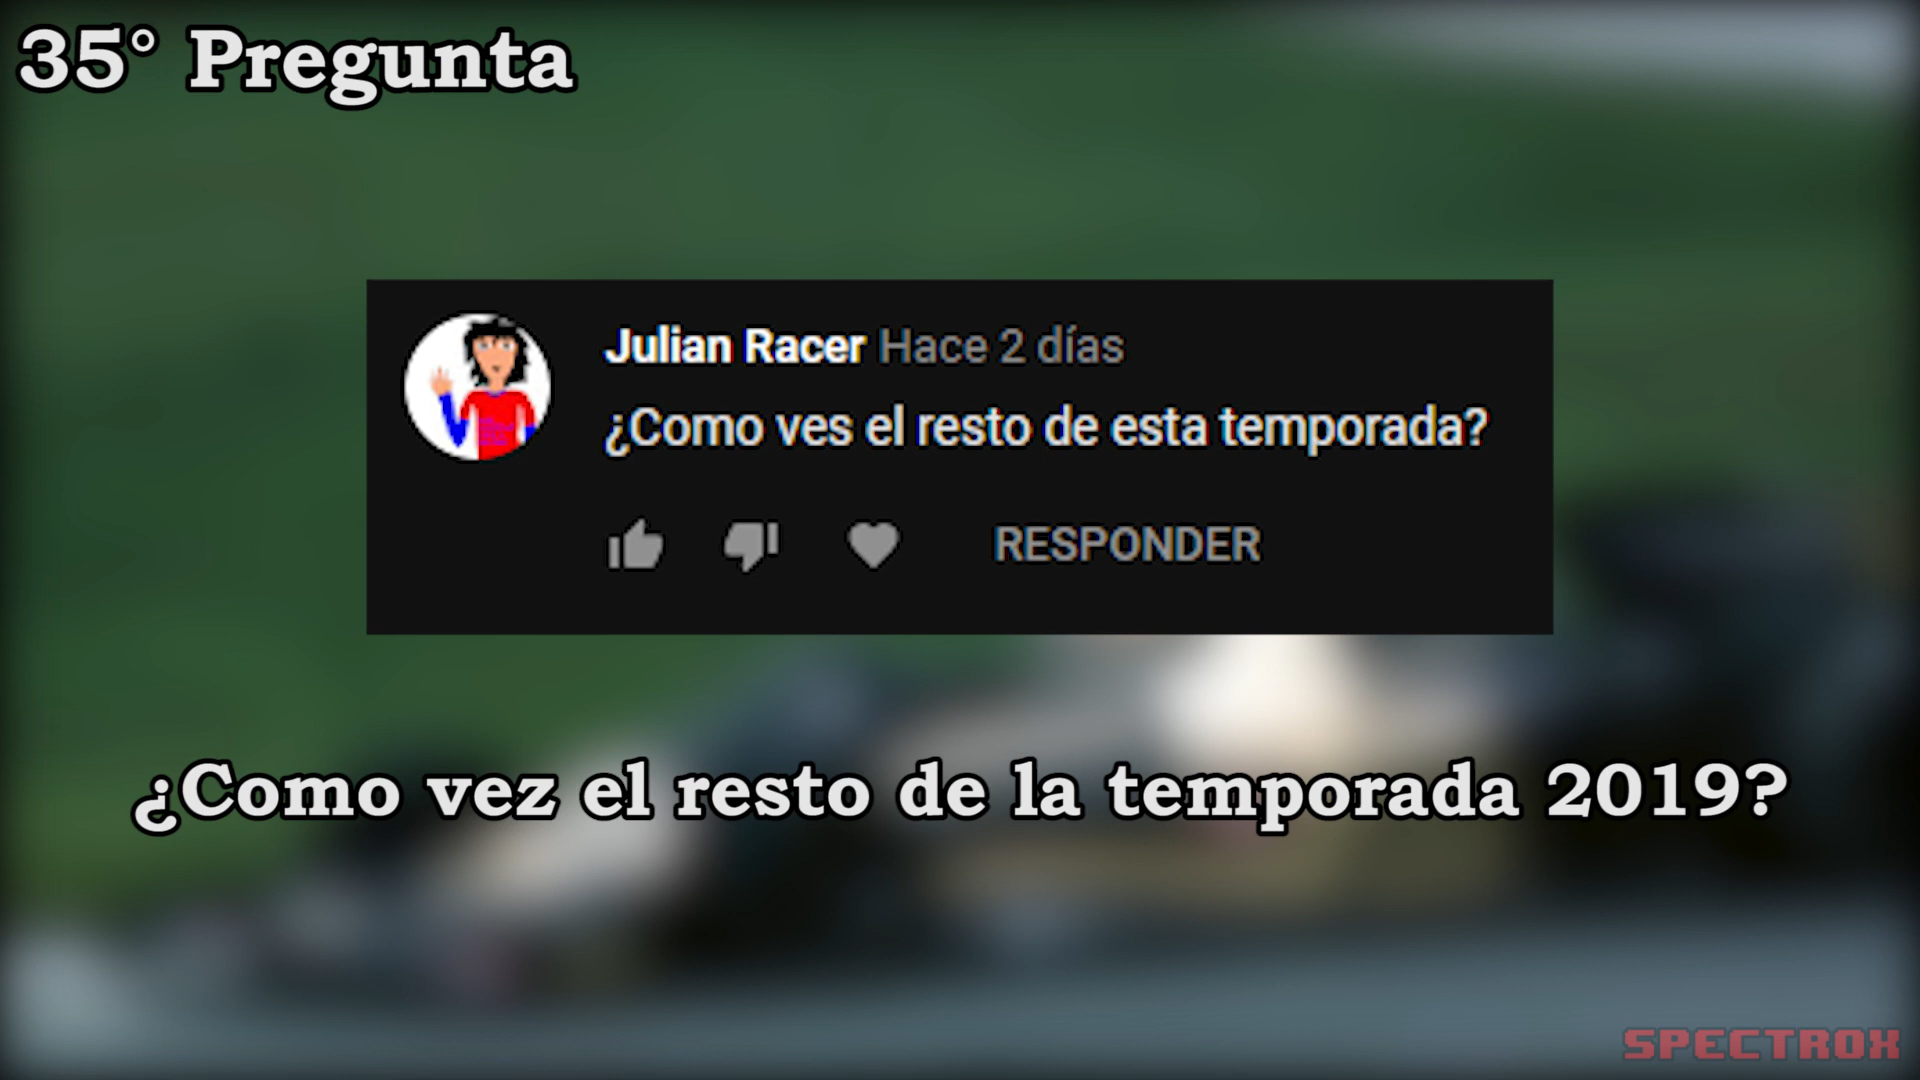 35° Pregunta
Julian Racer Hace 2 días
¿Como ves el resto de esta temporada?
RESPONDER
¿Como vez el resto de la temporada 2019?
SPECTROX